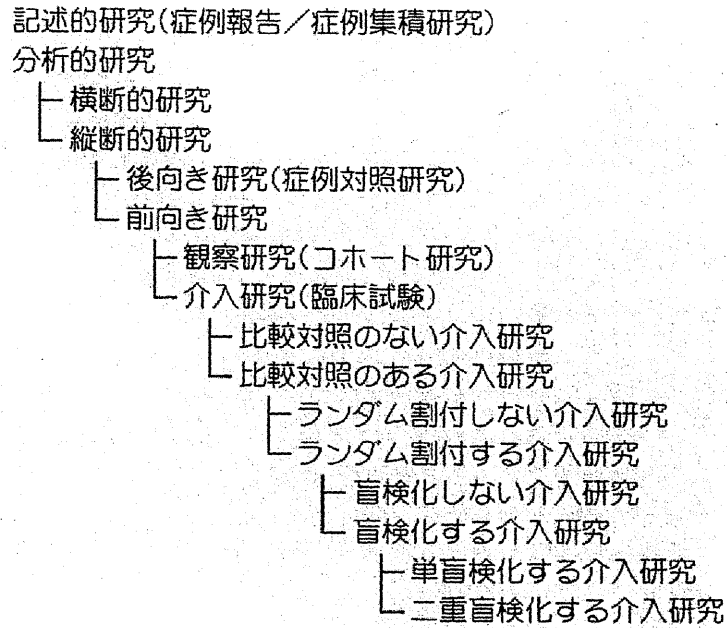 記述的研究(症例報告／症例集積研究)
分析的研究
横断的研究
縦断的研究
後向き研究(症例対照研究)
前向き研究
観察研究(コホート研究)
介入研究(臨床試験)
比較対照のない介入研究
比較対照のある介入研究
ランダム割付しない介入研究
ランダム割付する介入研究
盲検化しない介入研究
盲検化する介入研究
単盲検化する介入研究
二重盲検化する介入研究